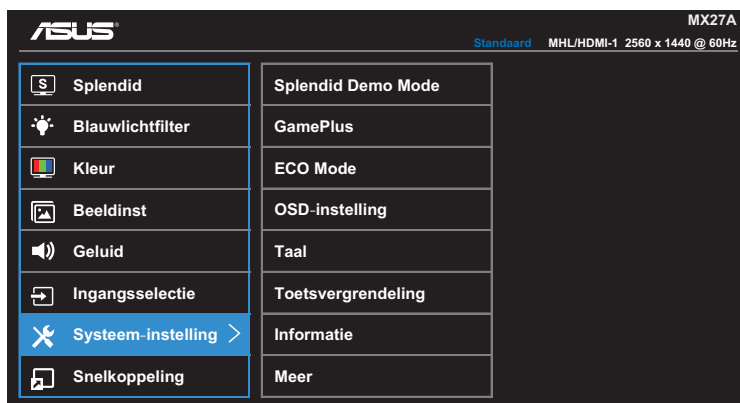 ASUS
MX27A
Standaard MHL/HDMI-1 2560 x 1440 @ 60Hz
S Splendid
Blauwlichtfilter
Kleur
Beeldinst
Geluid
Ingangsselectie
Systeem-instelling >
Snelkoppeling
Splendid Demo Mode
GamePlus
ECO Mode
OSD-instelling
Taal
Toetsvergrendeling
Informatie
Meer